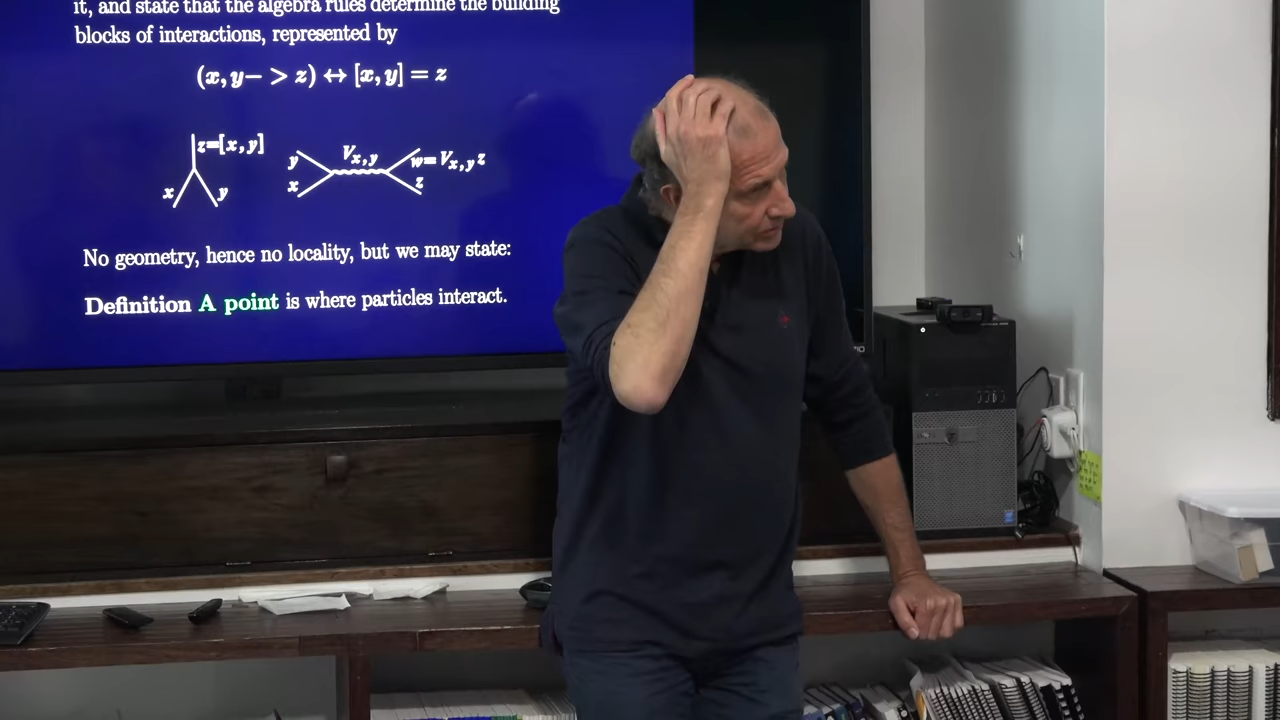 it, and state that the algebra rules determine the building
blocks of interactions, represented by
(x, y− > z) ↔ [x, y] = z
z=[x,y]
x y
y V_{x,y} w=V_{x,y} z
x z
No geometry, hence no locality, but we may state:
Definition A point is where particles interact.